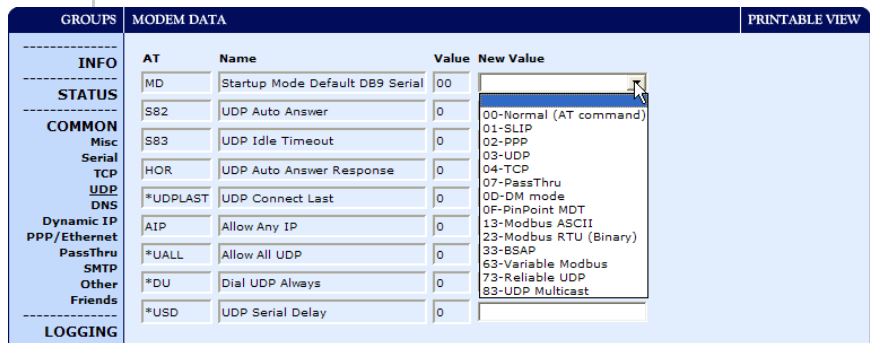 GROUPS MODEM DATA PRINTABLE VIEW
--------------
INFO
--------------
STATUS
--------------
COMMON
Misc
Serial
TCP
UDP
DNS
Dynamic IP
PPP/Ethernet
PassThru
SMTP
Other
Friends
--------------
LOGGING
AT Name Value New Value
MD Startup Mode Default DB9 Serial 00
S82 UDP Auto Answer 0
S83 UDP Idle Timeout 0
HOR UDP Auto Answer Response 0
*UDPLAST UDP Connect Last 0
AIP Allow Any IP 0
*UALL Allow All UDP 0
*DU Dial UDP Always 0
*USD UDP Serial Delay 0
00-Normal (AT command)
01-SLIP
02-PPP
03-UDP
04-TCP
07-PassThru
0D-DM mode
0F-PinPoint MDT
13-Modbus ASCII
23-Modbus RTU (Binary)
33-BSAP
63-Variable Modbus
73-Reliable UDP
83-UDP Multicast